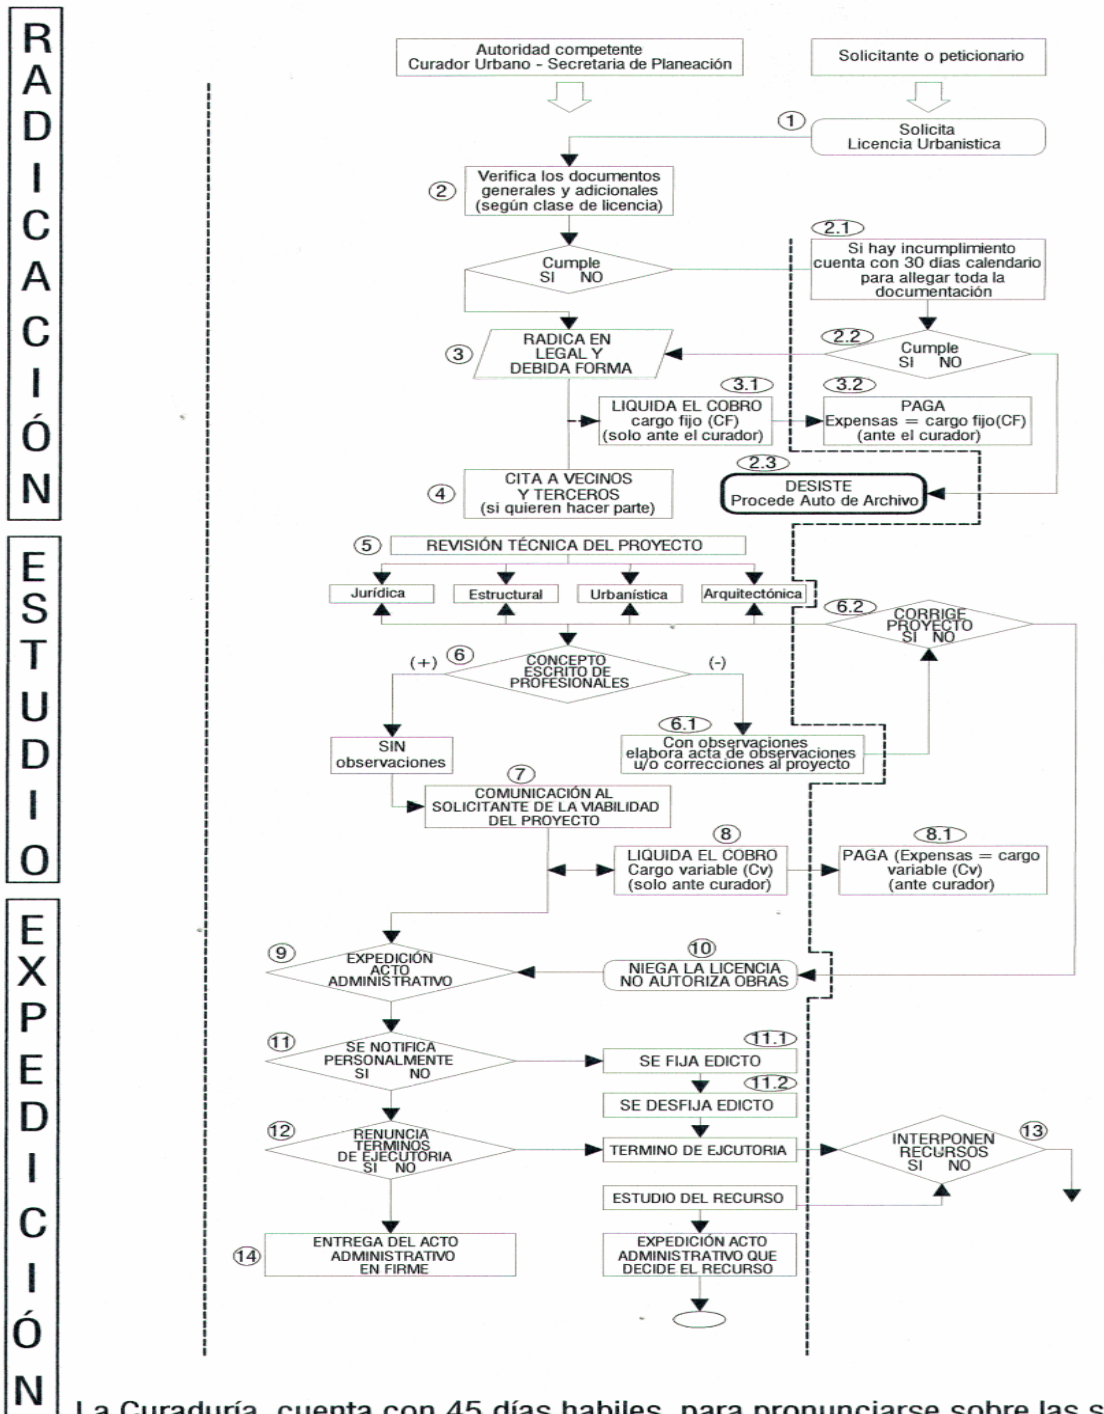 RADICACIÓN
Autoridad competente
Curador Urbano - Secretaria de Planeación
Solicitante o peticionario
1
Solicita
Licencia Urbanistica
2
Verifica los documentos
generales y adicionales
(según clase de licencia)
Cumple
SI NO
2.1
Si hay incumplimiento
cuenta con 30 días calendario
para allegar toda la
documentación
2.2
Cumple
SI NO
3
RADICA EN
LEGAL Y
DEBIDA FORMA
3.1
LIQUIDA EL COBRO
cargo fijo (CF)
(solo ante el curador)
3.2
PAGA
Expensas = cargo fijo(CF)
(ante el curador)
2.3
DESISTE
Procede Auto de Archivo
4
CITA A VECINOS
Y TERCEROS
(si quieren hacer parte)
ESTUDIO
5
REVISIÓN TÉCNICA DEL PROYECTO
Jurídica
Estructural
Urbanística
Arquitectónica
6.2
CORRIGE
PROYECTO
SI NO
6
(+)
CONCEPTO
ESCRITO DE
PROFESIONALES
(-)
SIN
observaciones
6.1
Con observaciones
elabora acta de observaciones
u/o correcciones al proyecto
7
COMUNICACIÓN AL
SOLICITANTE DE LA VIABILIDAD
DEL PROYECTO
8
LIQUIDA EL COBRO
Cargo variable (Cv)
(solo ante curador)
8.1
PAGA (Expensas = cargo
variable (Cv)
(ante curador)
EXPEDICIÓN
9
EXPEDICIÓN
ACTO
ADMINISTRATIVO
10
NIEGA LA LICENCIA
NO AUTORIZA OBRAS
11
SE NOTIFICA
PERSONALMENTE
SI NO
11.1
SE FIJA EDICTO
11.2
SE DESFIJA EDICTO
12
RENUNCIA
TERMINOS
DE EJECUTORIA
SI NO
TERMINO DE EJCUTORIA
13
INTERPONEN
RECURSOS
SI NO
ESTUDIO DEL RECURSO
14
ENTREGA DEL ACTO
ADMINISTRATIVO
EN FIRME
EXPEDICIÓN ACTO
ADMINISTRATIVO QUE
DECIDE EL RECURSO
La Curaduría, cuenta con 45 días habiles, para pronunciarse sobre las s